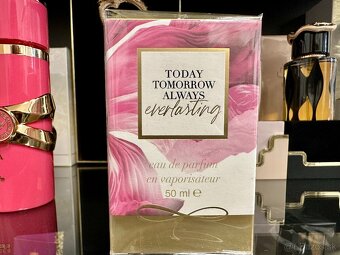 TODAY
TOMORROW
ALWAYS
everlasting
eau de parfum
en vaporisateur
50 ml e